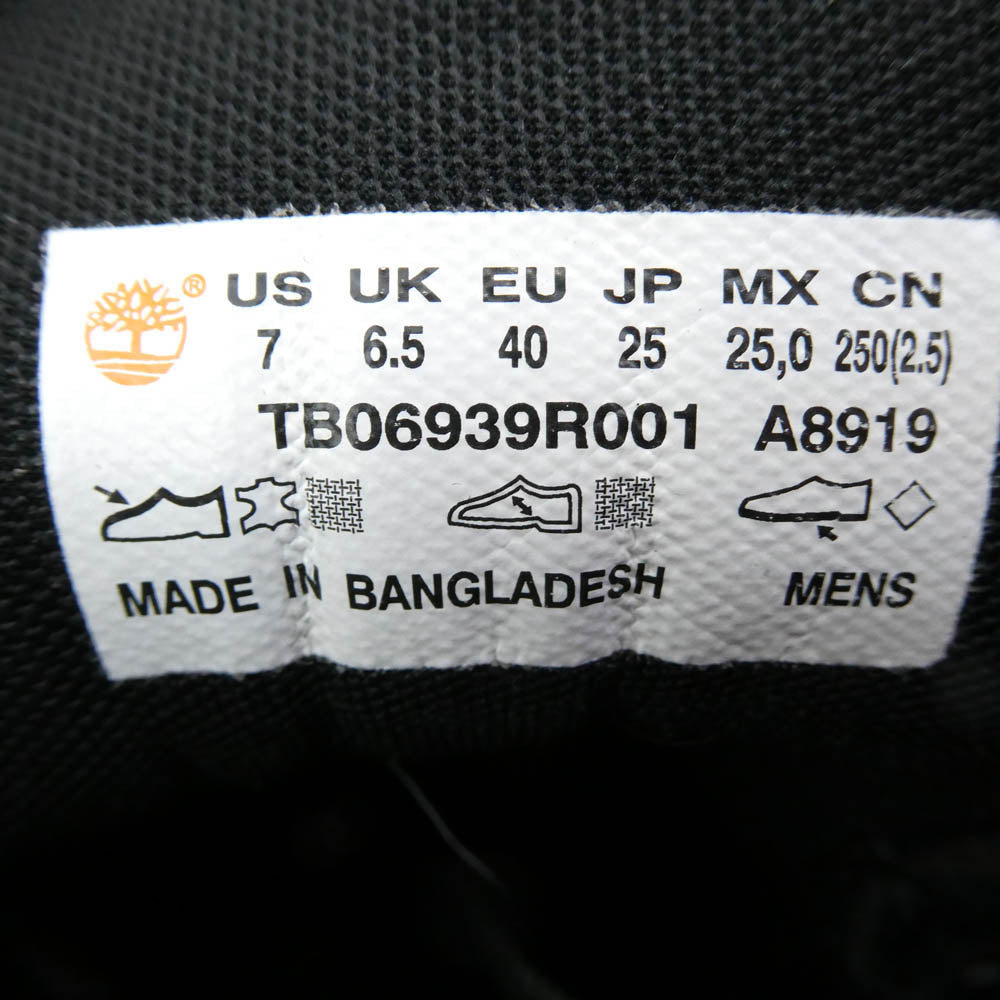 ® US UK EU JP MX CN
7 6.5 40 25 25,0 250(2.5)
TB06939R001 A8919
MADE IN BANGLADESH MENS